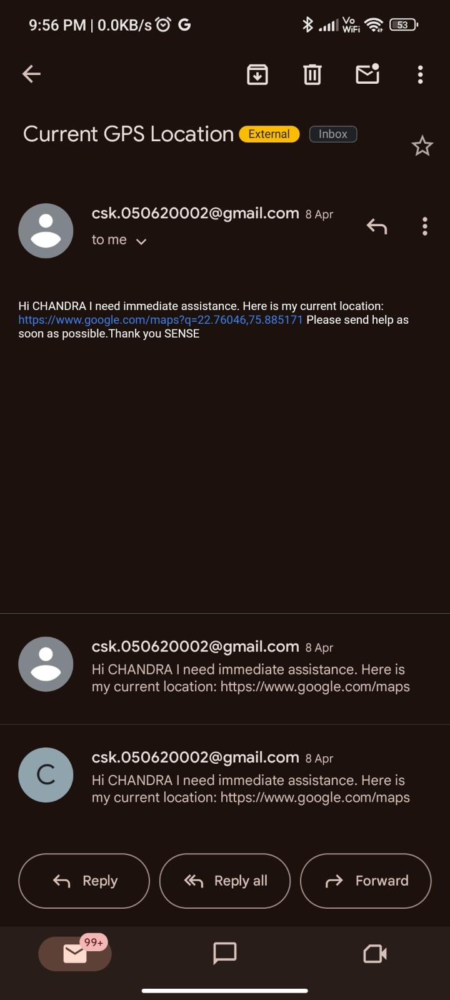 9:56 PM | 0.0KB/s G Vo WiFi 53
Current GPS Location External Inbox
csk.050620002@gmail.com 8 Apr
to me
Hi CHANDRA I need immediate assistance. Here is my current location:
https://www.google.com/maps?q=22.76046,75.885171 Please send help as
soon as possible.Thank you SENSE
csk.050620002@gmail.com 8 Apr
Hi CHANDRA I need immediate assistance. Here is
my current location: https://www.google.com/maps
C
csk.050620002@gmail.com 8 Apr
Hi CHANDRA I need immediate assistance. Here is
my current location: https://www.google.com/maps
Reply Reply all Forward
99+